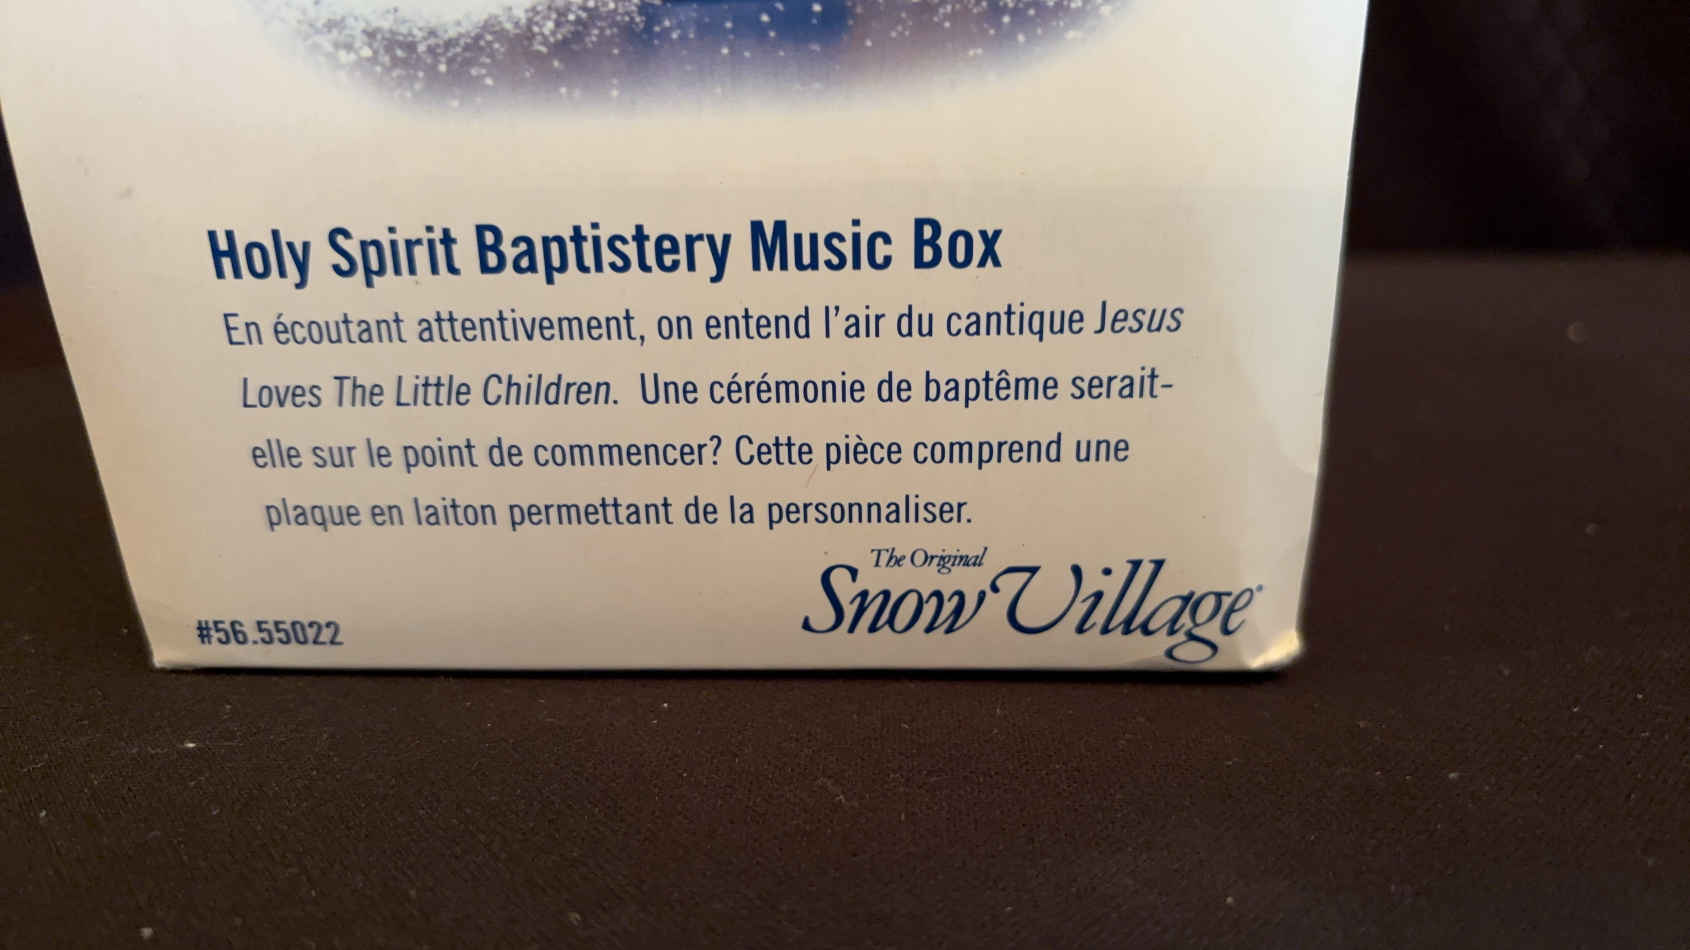 Holy Spirit Baptistery Music Box
En écoutant attentivement, on entend l'air du cantique Jesus
Loves The Little Children. Une cérémonie de baptême serait-
elle sur le point de commencer? Cette pièce comprend une
plaque en laiton permettant de la personnaliser.
The Original
Snow Village
#56.55022